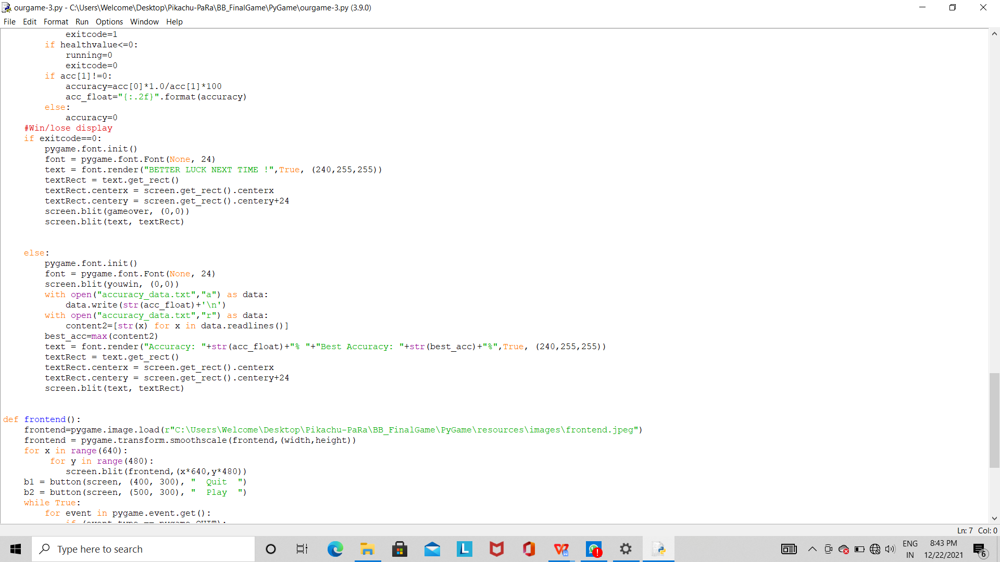 ourgame-3.py - C:\Users\Welcome\Desktop\Pikachu-PaRa\BB_FinalGame\PyGame\ourgame-3.py (3.9.0)
File Edit Format Run Options Window Help
            exitcode=1
        if healthvalue<=0:
            running=0
            exitcode=0
        if acc[1]!=0:
            accuracy=acc[0]*1.0/acc[1]*100
            acc_float="{:.2f}".format(accuracy)
        else:
            accuracy=0
    #Win/lose display
    if exitcode==0:
        pygame.font.init()
        font = pygame.font.Font(None, 24)
        text = font.render("BETTER LUCK NEXT TIME !",True, (240,255,255))
        textRect = text.get_rect()
        textRect.centerx = screen.get_rect().centerx
        textRect.centery = screen.get_rect().centery+24
        screen.blit(gameover, (0,0))
        screen.blit(text, textRect)
    else:
        pygame.font.init()
        font = pygame.font.Font(None, 24)
        screen.blit(youwin, (0,0))
        with open("accuracy_data.txt","a") as data:
            data.write(str(acc_float)+'\n')
        with open("accuracy_data.txt","r") as data:
            content2=[str(x) for x in data.readlines()]
        best_acc=max(content2)
        text = font.render("Accuracy: "+str(acc_float)+"% "+"Best Accuracy: "+str(best_acc)+"%",True, (240,255,255))
        textRect = text.get_rect()
        textRect.centerx = screen.get_rect().centerx
        textRect.centery = screen.get_rect().centery+24
        screen.blit(text, textRect)
def frontend():
    frontend=pygame.image.load(r"C:\Users\Welcome\Desktop\Pikachu-PaRa\BB_FinalGame\PyGame\resources\images\frontend.jpeg")
    frontend = pygame.transform.smoothscale(frontend,(width,height))
    for x in range(640):
         for y in range(480):
            screen.blit(frontend,(x*640,y*480))
    b1 = button(screen, (400, 300), "  Quit  ")
    b2 = button(screen, (500, 300), "  Play  ")
    while True:
        for event in pygame.event.get():
            if (event.type == pygame.QUIT):
Ln: 7 Col: 0
Type here to search
ENG
IN
8:43 PM
12/22/2021
6